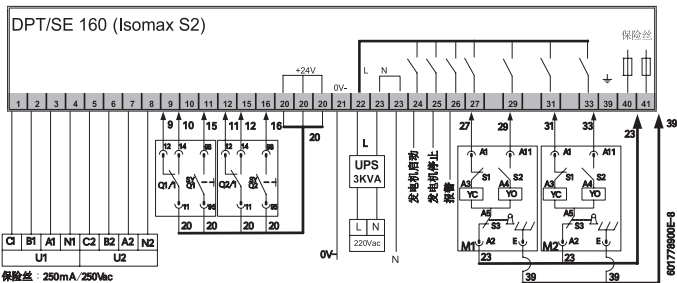 DPT/SE 160 (Isomax S2)
保险丝
+24V
0V-
L N
1 2 3 4 5 6 7 8 9 10 11 12 15 16 20 20 20 21 22 23 23 24 25 26 27 29 31 33 39 40 41
9 10 15 11 12 16
20
27 29 31 33
23
39
12 14 98 12 14 98
Q1/1 Q2/1
11 95 11 95
20 20 20 20
L
UPS
3KVA
L N
220Vac
0V-
N
发电机启动
发电机停止
报警
A1 A11 A1 A11
S1 S2 S1 S2
A3 A4 A3 A4
YC YO YC YO
A5 A5
S3 S3
M1 A2 E M2 A2 E
23 23
39 39
C1 B1 A1 N1 C2 B2 A2 N2
U1 U2
保险丝：250mA/250Vac
601778900E-8